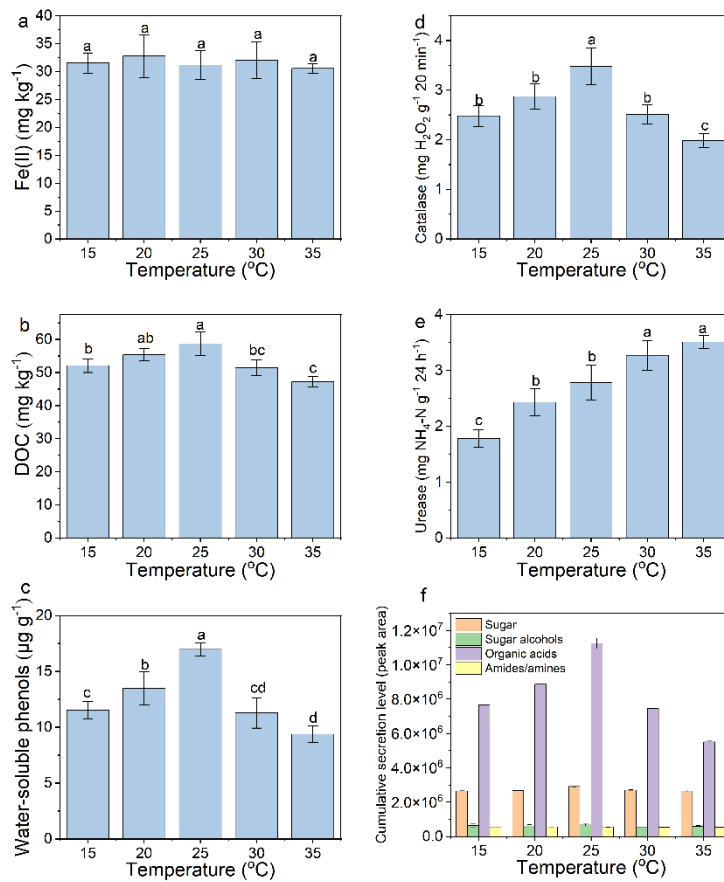 a
40
35
30
25
20
15
10
5
0
Fe(II) (mg kg⁻¹)
a
a
a
a
a
15 20 25 30 35
Temperature (°C)
d
4
3
2
1
0
Catalase (mg H₂O₂ g⁻¹ 20 min⁻¹)
b
b
a
b
c
15 20 25 30 35
Temperature (°C)
b
60
50
40
30
20
10
0
DOC (mg kg⁻¹)
b
ab
a
bc
c
15 20 25 30 35
Temperature (°C)
e
4
3
2
1
0
Urease (mg NH₄-N g⁻¹ 24 h⁻¹)
c
b
b
a
a
15 20 25 30 35
Temperature (°C)
c
20
15
10
5
0
Water-soluble phenols (µg g⁻¹)
c
b
a
cd
d
15 20 25 30 35
Temperature (°C)
f
1.2×10⁷
1.0×10⁷
8.0×10⁶
6.0×10⁶
4.0×10⁶
2.0×10⁶
0.0
Cumulative secretion level (peak area)
Sugar
Sugar alcohols
Organic acids
Amides/amines
15 20 25 30 35
Temperature (°C)